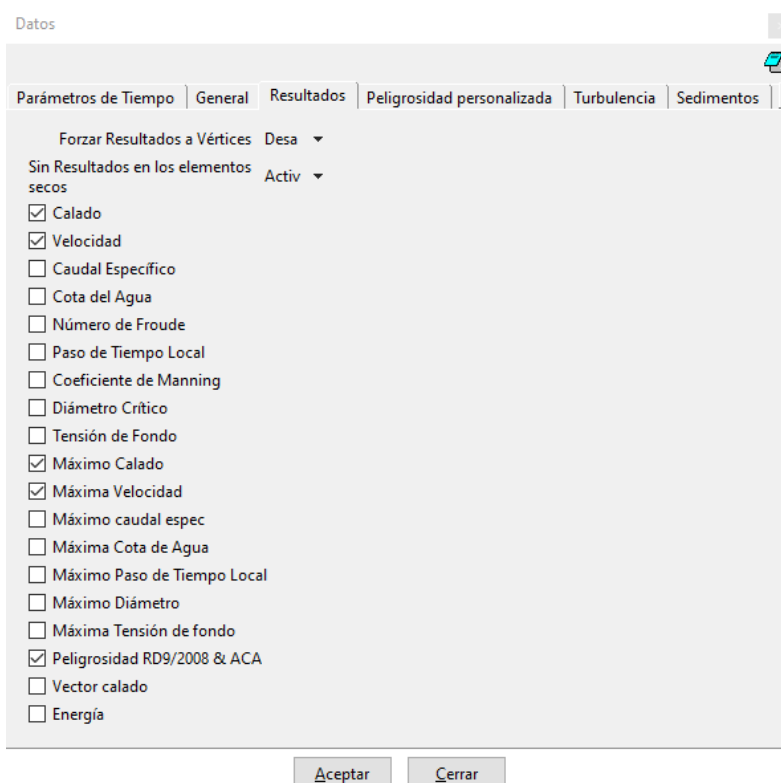 Datos
Parámetros de Tiempo General Resultados Peligrosidad personalizada Turbulencia Sedimentos
Forzar Resultados a Vértices Desa
Sin Resultados en los elementos Activ
secos
Calado
Velocidad
Caudal Específico
Cota del Agua
Número de Froude
Paso de Tiempo Local
Coeficiente de Manning
Diámetro Crítico
Tensión de Fondo
Máximo Calado
Máxima Velocidad
Máximo caudal espec
Máxima Cota de Agua
Máximo Paso de Tiempo Local
Máximo Diámetro
Máxima Tensión de fondo
Peligrosidad RD9/2008 & ACA
Vector calado
Energía
Aceptar Cerrar